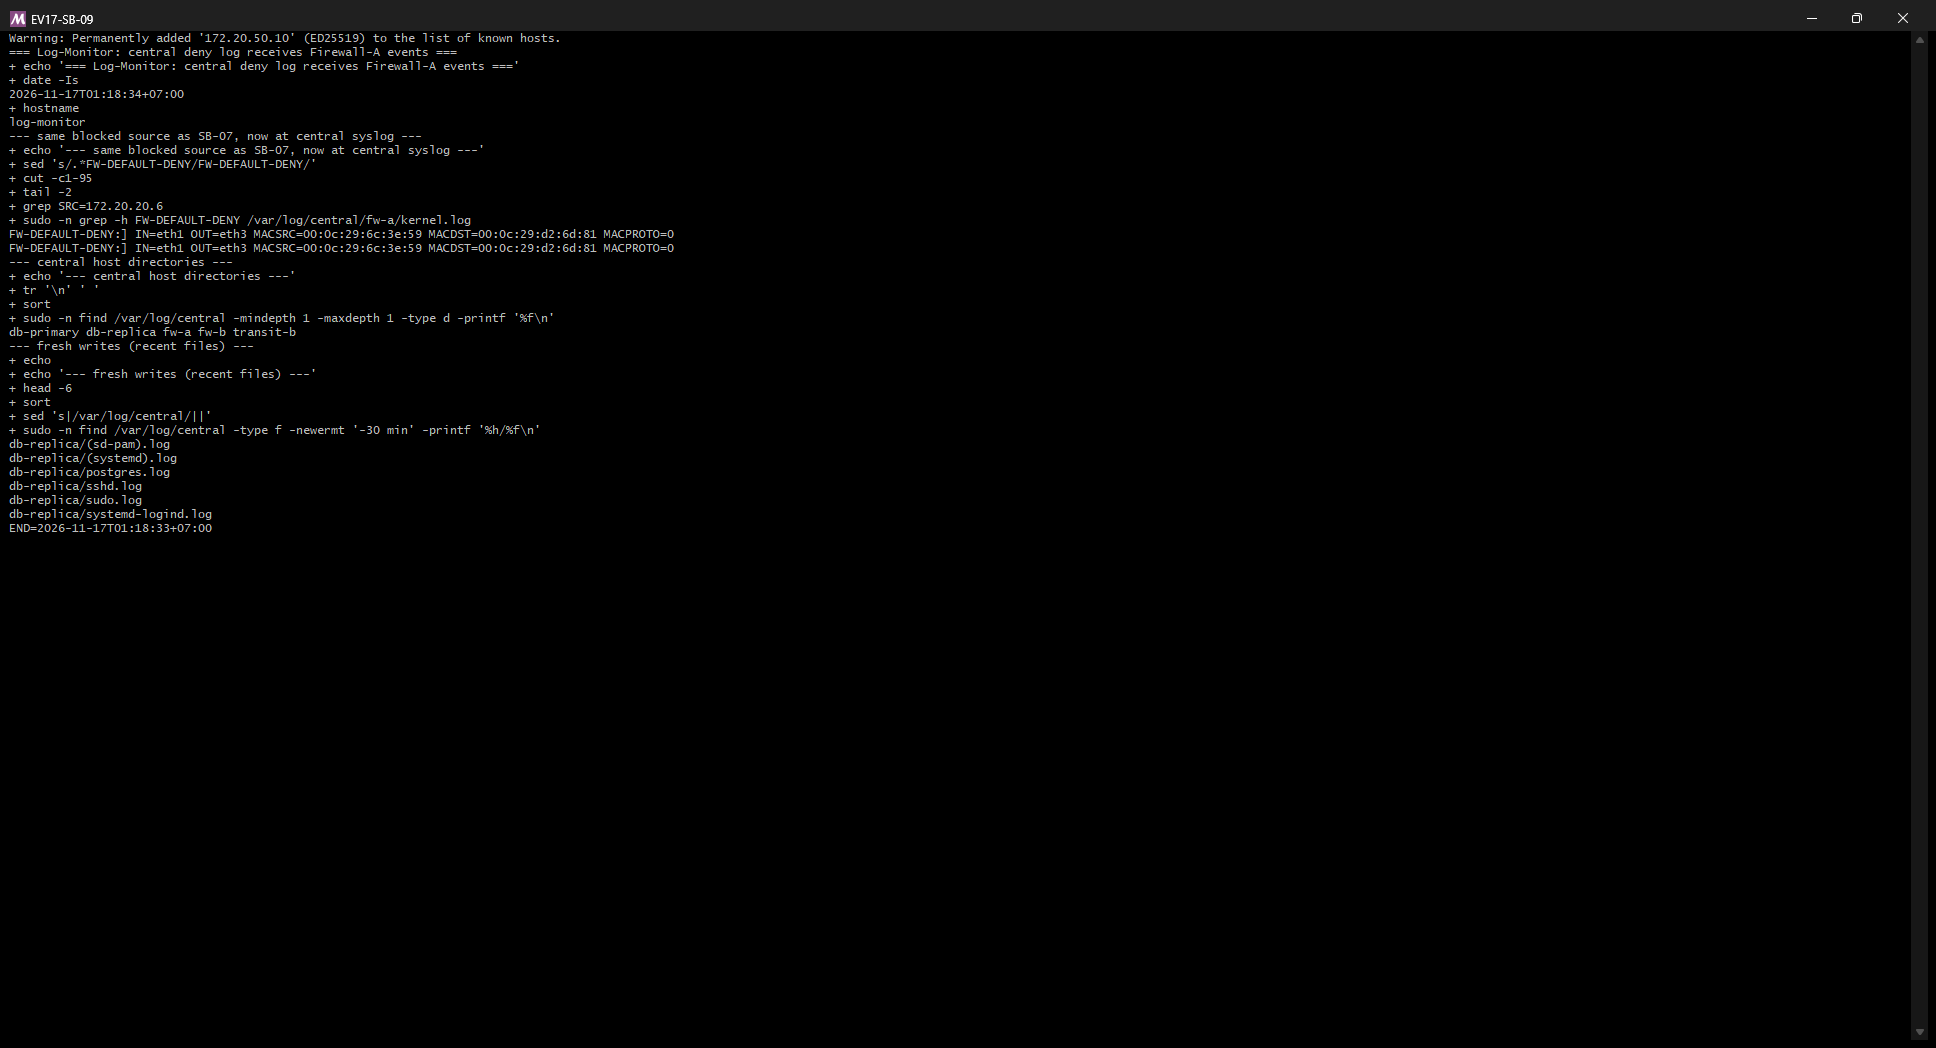 EV17-SB-09
Warning: Permanently added '172.20.50.10' (ED25519) to the list of known hosts.
=== Log-Monitor: central deny log receives Firewall-A events ===
+ echo '=== Log-Monitor: central deny log receives Firewall-A events ==='
+ date -Is
2026-11-17T01:18:34+07:00
+ hostname
log-monitor
--- same blocked source as SB-07, now at central syslog ---
+ echo '--- same blocked source as SB-07, now at central syslog ---'
+ sed 's/.*FW-DEFAULT-DENY/FW-DEFAULT-DENY/'
+ cut -c1-95
+ tail -2
+ grep SRC=172.20.20.6
+ sudo -n grep -h FW-DEFAULT-DENY /var/log/central/fw-a/kernel.log
FW-DEFAULT-DENY:] IN=eth1 OUT=eth3 MACSRC=00:0c:29:6c:3e:59 MACDST=00:0c:29:d2:6d:81 MACPROTO=0
FW-DEFAULT-DENY:] IN=eth1 OUT=eth3 MACSRC=00:0c:29:6c:3e:59 MACDST=00:0c:29:d2:6d:81 MACPROTO=0
--- central host directories ---
+ echo '--- central host directories ---'
+ tr '\n' ' '
+ sort
+ sudo -n find /var/log/central -mindepth 1 -maxdepth 1 -type d -printf '%f\n'
db-primary db-replica fw-a fw-b transit-b
--- fresh writes (recent files) ---
+ echo
+ echo '--- fresh writes (recent files) ---'
+ head -6
+ sort
+ sed 's|/var/log/central/||'
+ sudo -n find /var/log/central -type f -newermt '-30 min' -printf '%h/%f\n'
db-replica/(sd-pam).log
db-replica/(systemd).log
db-replica/postgres.log
db-replica/sshd.log
db-replica/sudo.log
db-replica/systemd-logind.log
END=2026-11-17T01:18:33+07:00